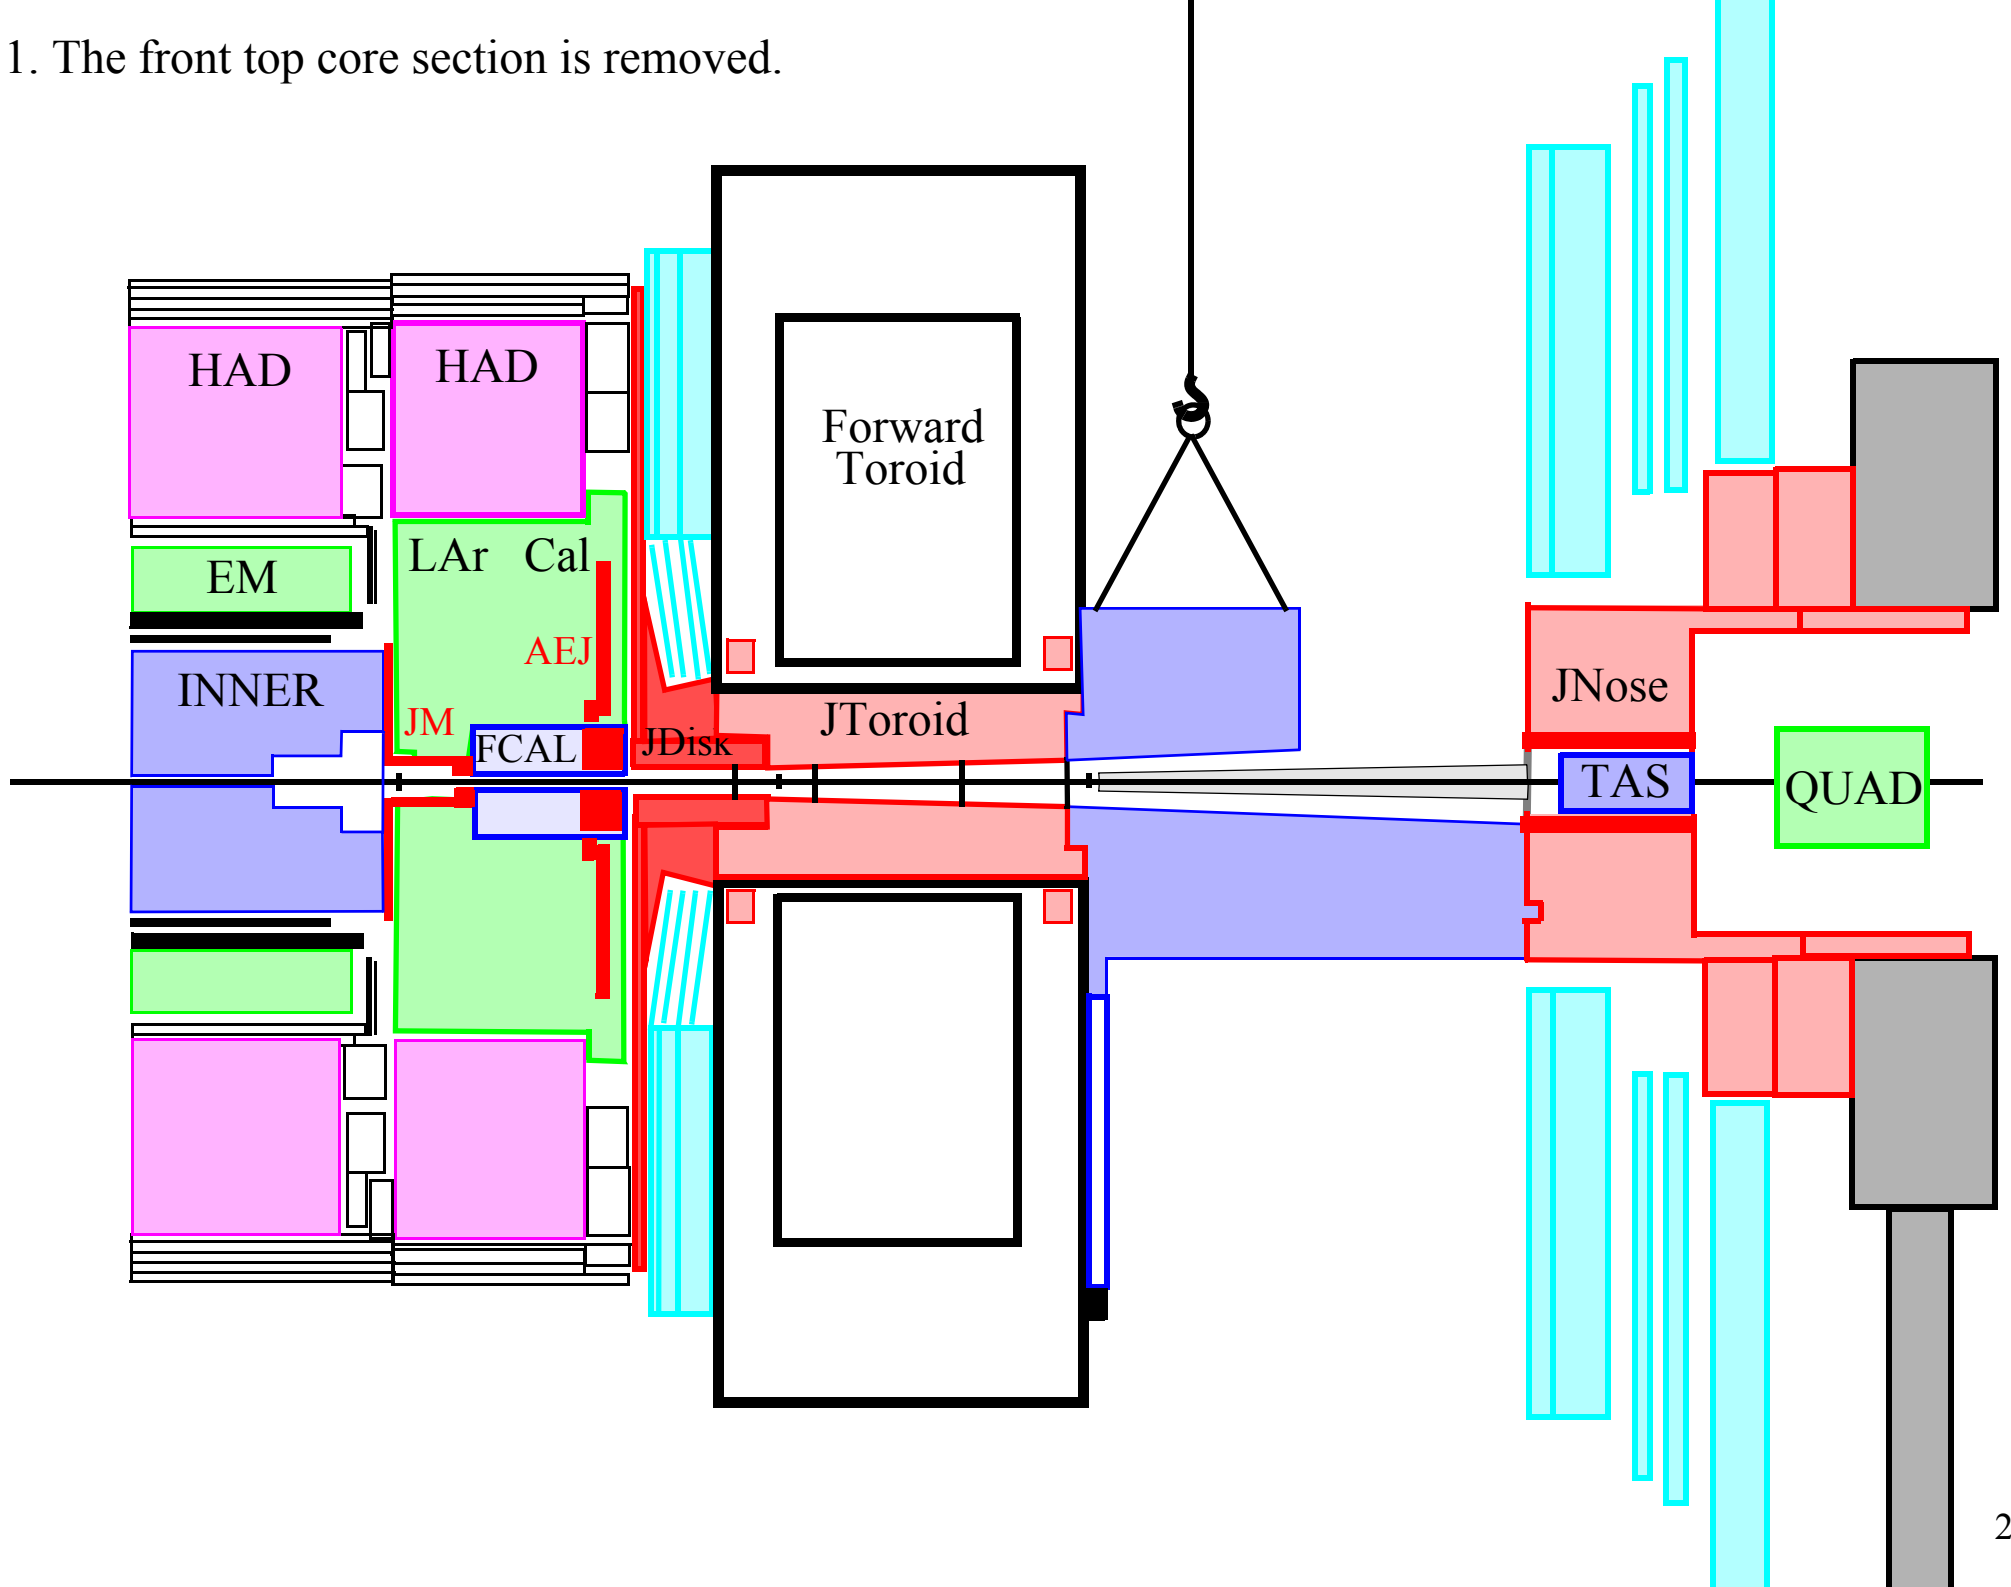 1. The front top core section is removed.
HAD
HAD
Forward
Toroid
LAr Cal
EM
AEJ
INNER
JM
JNose
JToroid
FCAL
JDisk
TAS
QUAD
2